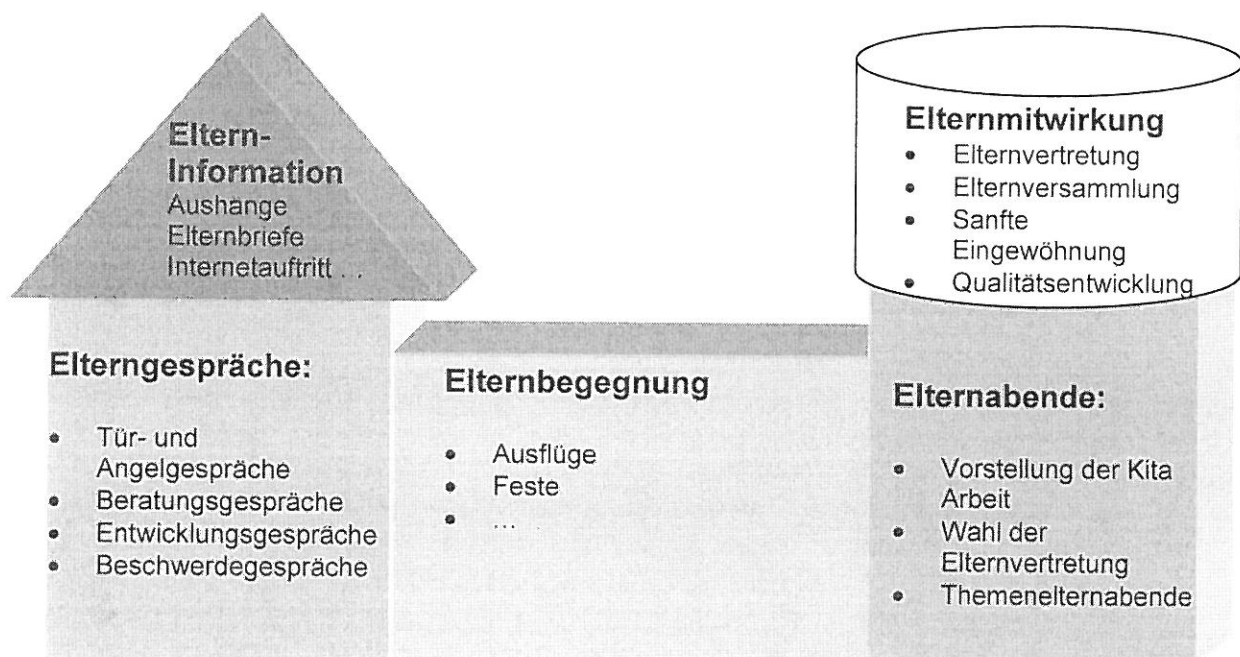 Eltern-
Information
Aushänge
Elternbriefe
Internetauftritt ...
Elterngespräche:
• Tür- und
Angelgespräche
• Beratungsgespräche
• Entwicklungsgespräche
• Beschwerdegespräche
Elternbegegnung
• Ausflüge
• Feste
• ...
Elternmitwirkung
• Elternvertretung
• Elternversammlung
• Sanfte
Eingewöhnung
• Qualitätsentwicklung
Elternabende:
• Vorstellung der Kita
Arbeit
• Wahl der
Elternvertretung
• Themenelternabende